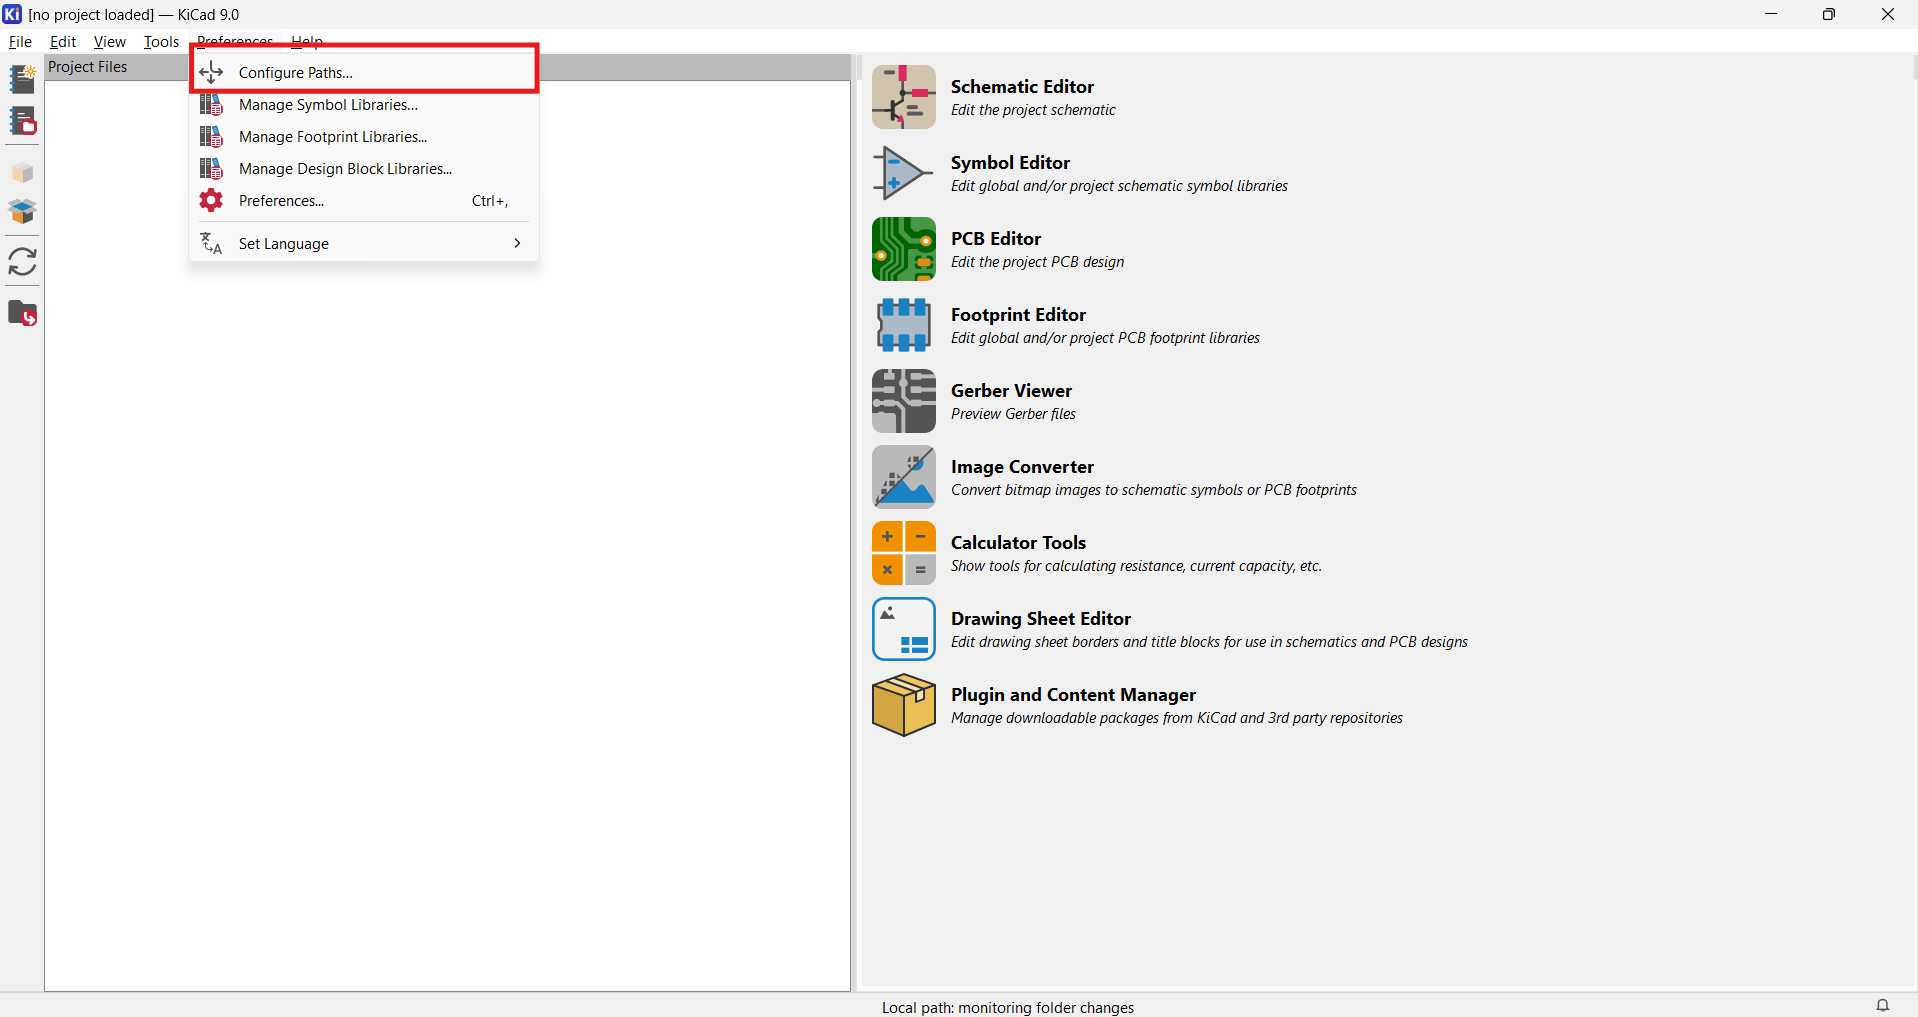 Ki [no project loaded] — KiCad 9.0
File Edit View Tools Preferences Help
Project Files
Configure Paths...
Manage Symbol Libraries...
Manage Footprint Libraries...
Manage Design Block Libraries...
Preferences... Ctrl+,
Set Language
Schematic Editor
Edit the project schematic
Symbol Editor
Edit global and/or project schematic symbol libraries
PCB Editor
Edit the project PCB design
Footprint Editor
Edit global and/or project PCB footprint libraries
Gerber Viewer
Preview Gerber files
Image Converter
Convert bitmap images to schematic symbols or PCB footprints
Calculator Tools
Show tools for calculating resistance, current capacity, etc.
Drawing Sheet Editor
Edit drawing sheet borders and title blocks for use in schematics and PCB designs
Plugin and Content Manager
Manage downloadable packages from KiCad and 3rd party repositories
Local path: monitoring folder changes